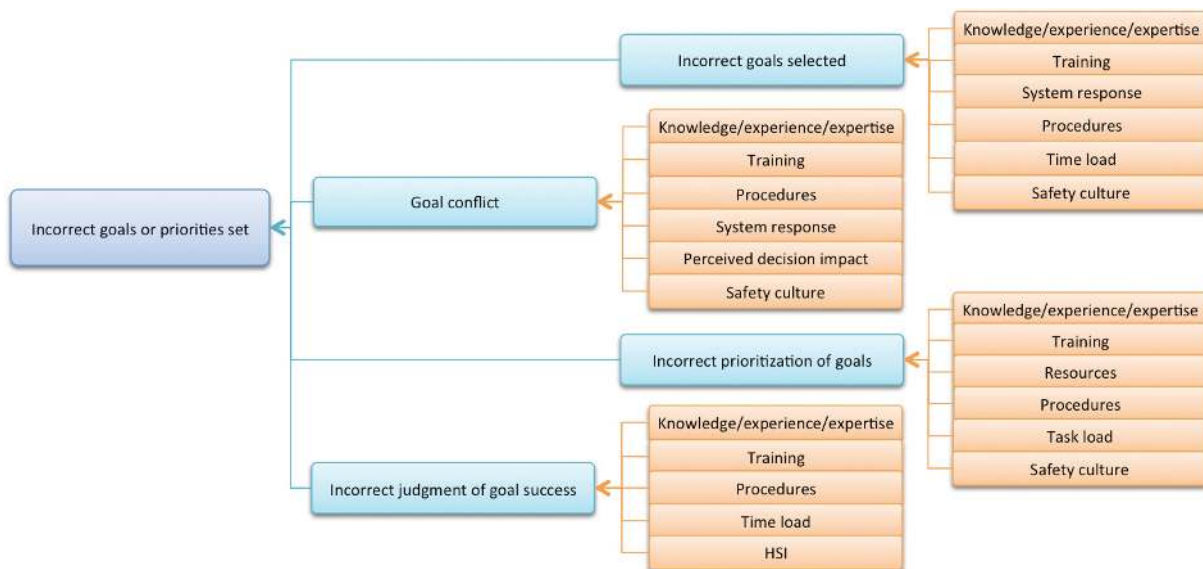 Incorrect goals or priorities set
Incorrect goals selected
Knowledge/experience/expertise
Training
System response
Procedures
Time load
Safety culture
Goal conflict
Knowledge/experience/expertise
Training
Procedures
System response
Perceived decision impact
Safety culture
Incorrect prioritization of goals
Knowledge/experience/expertise
Training
Resources
Procedures
Task load
Safety culture
Incorrect judgment of goal success
Knowledge/experience/expertise
Training
Procedures
Time load
HSI